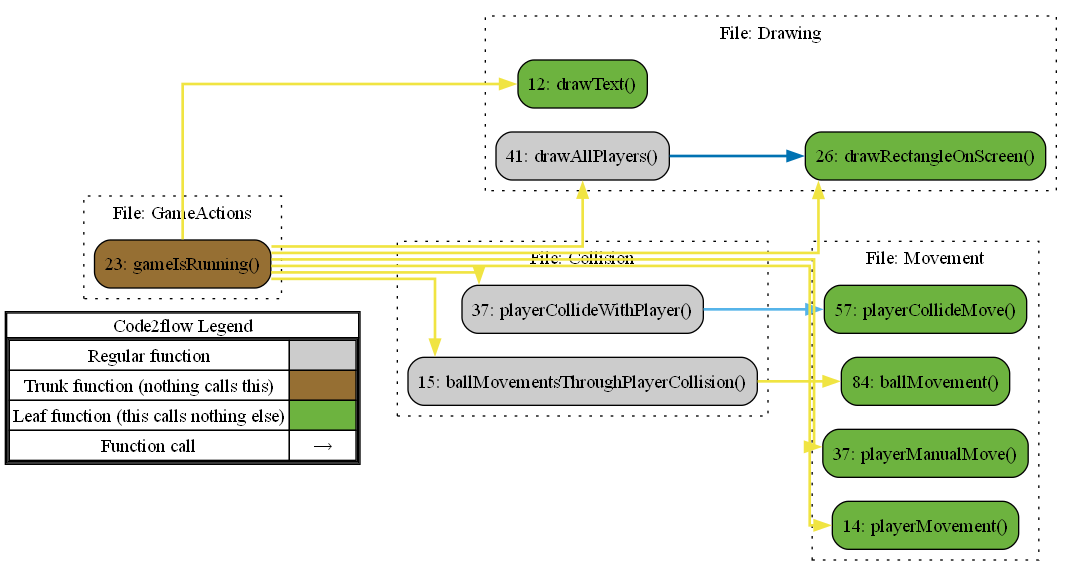 File: Drawing
12: drawText()
41: drawAllPlayers()
26: drawRectangleOnScreen()
File: GameActions
23: gameIsRunning()
File: Collision
37: playerCollideWithPlayer()
15: ballMovementsThroughPlayerCollision()
File: Movement
57: playerCollideMove()
84: ballMovement()
37: playerManualMove()
14: playerMovement()
Code2flow Legend
Regular function
Trunk function (nothing calls this)
Leaf function (this calls nothing else)
Function call →